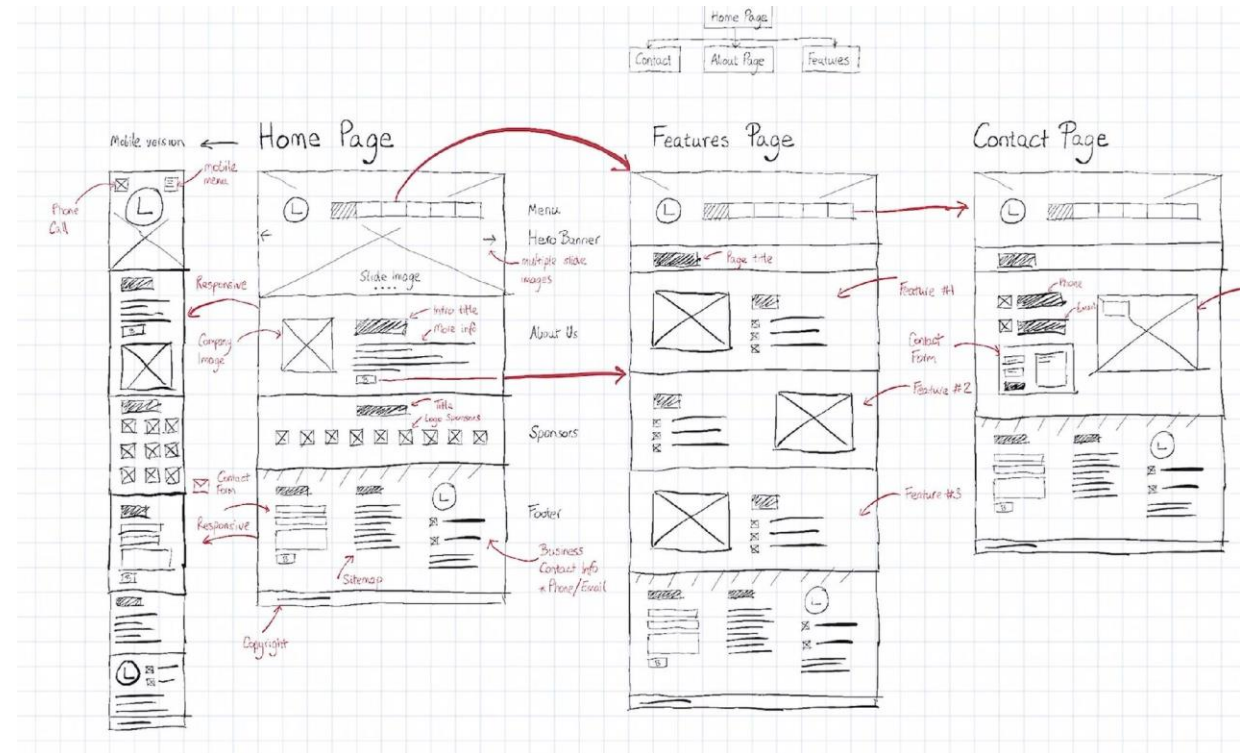 Home Page
Contact
About Page
Features
Mobile version
Home Page
Features Page
Contact Page
Phone
Call
mobile
menu
L
L
Menu
Hero Banner
multiple slide
images
Slide image
Responsive
Company
Image
Intro title
More info
About Us
Title
Logo Sponsors
Sponsors
Contact
Form
Responsive
L
Footer
Business
Contact Info
* Phone/Email
Sitemap
Copyright
L
L
Page title
Feature #1
Feature #2
Feature #3
L
L
Phone
Email
Contact
Form
L